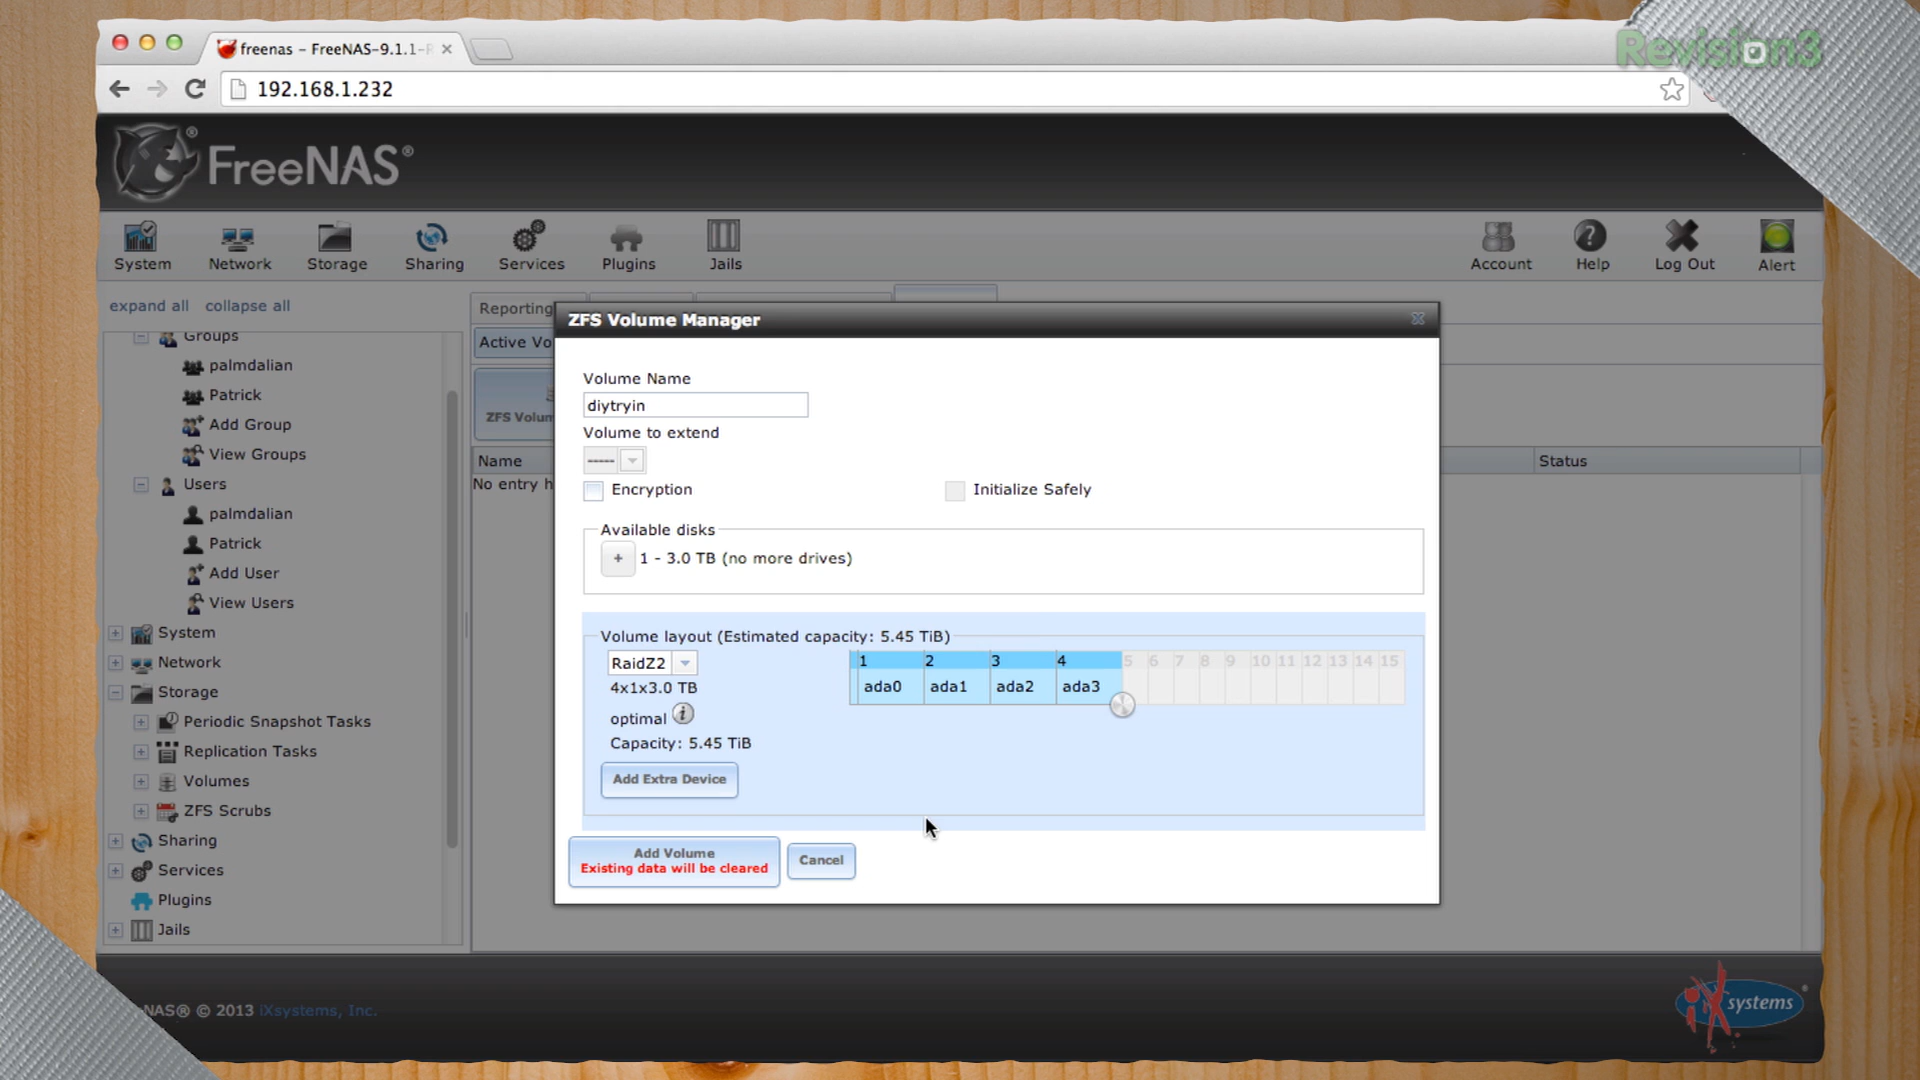 freenas - FreeNAS-9.1.1-R
Revision3
192.168.1.232
FreeNAS®
System Network Storage Sharing Services Plugins Jails Account Help Log Out Alert
expand all collapse all
Reporting
ZFS Volume Manager
Active Vo
ZFS Volum
Name
Status
No entry h
Groups
palmdalian
Patrick
Add Group
View Groups
Users
palmdalian
Patrick
Add User
View Users
System
Network
Storage
Periodic Snapshot Tasks
Replication Tasks
Volumes
ZFS Scrubs
Sharing
Services
Plugins
Jails
Volume Name
diytryin
Volume to extend
-----
Encryption
Initialize Safely
Available disks
+ 1 - 3.0 TB (no more drives)
Volume layout (Estimated capacity: 5.45 TiB)
RaidZ2
1 2 3 4 5 6 7 8 9 10 11 12 13 14 15
ada0 ada1 ada2 ada3
4x1x3.0 TB
optimal
Capacity: 5.45 TiB
Add Extra Device
Add Volume
Existing data will be cleared
Cancel
NAS® © 2013 iXsystems, Inc.
iX systems